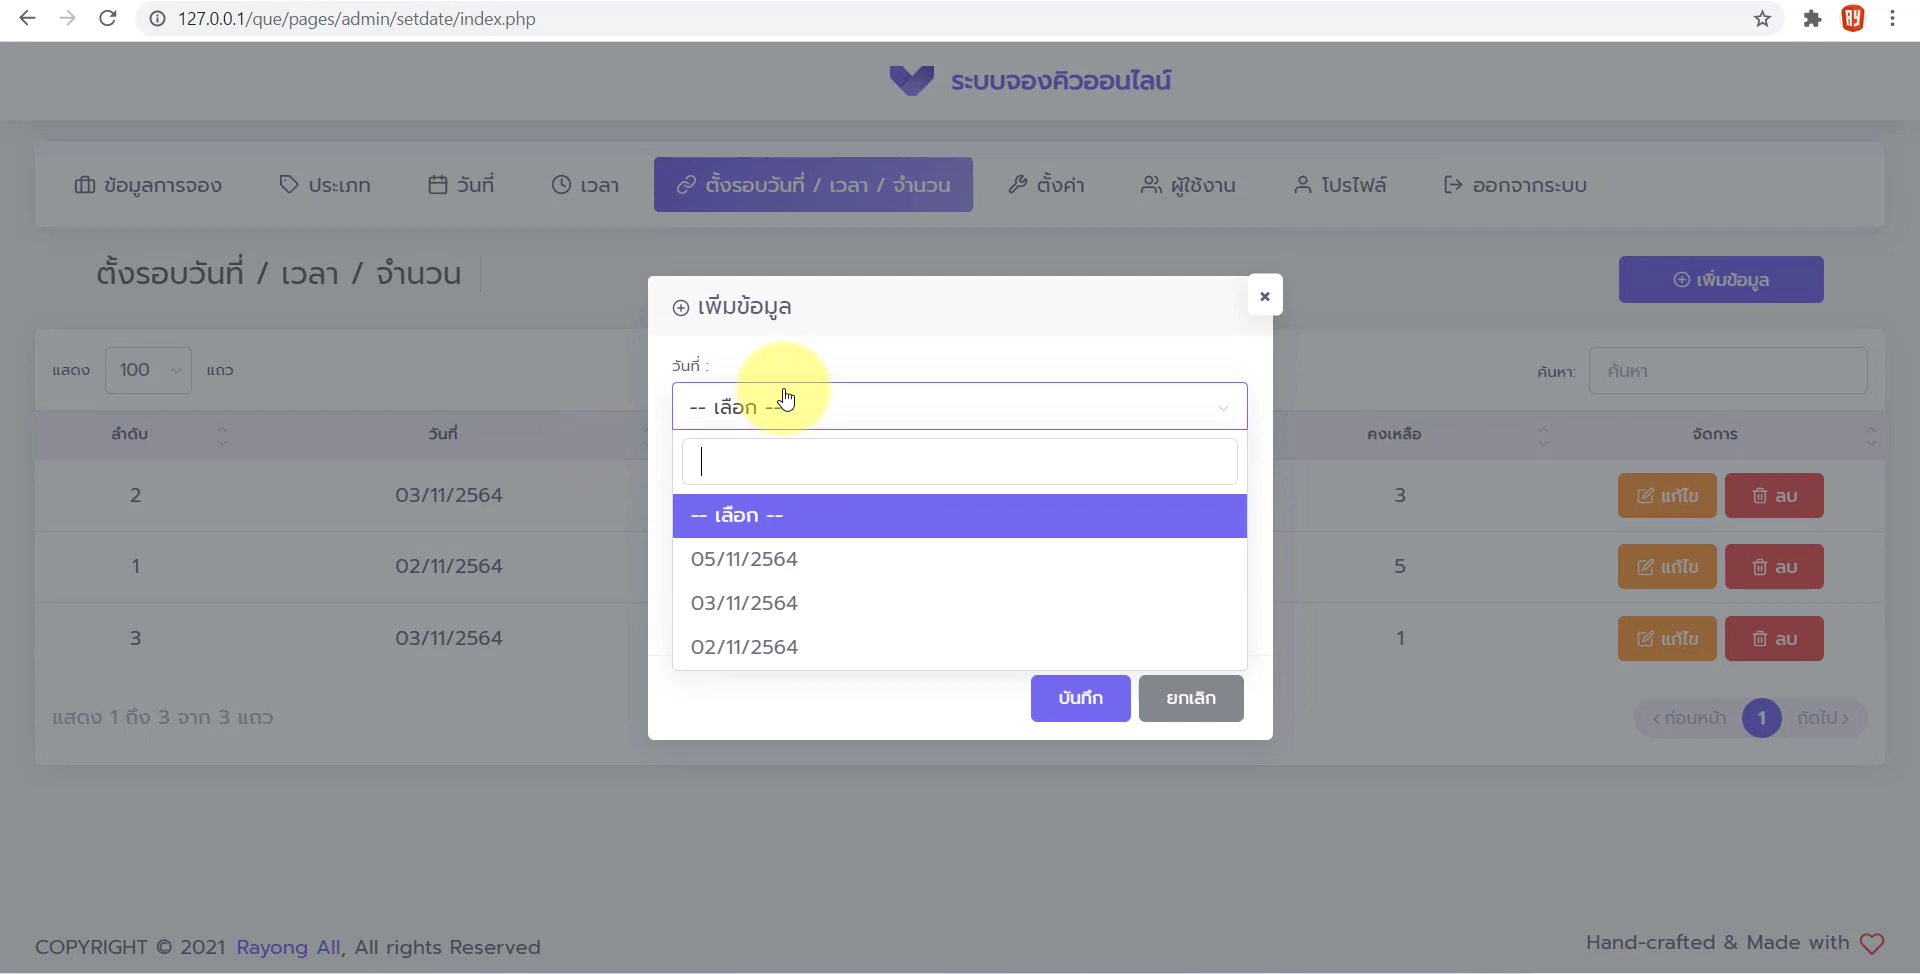 127.0.0.1/que/pages/admin/setdate/index.php
ระบบจองคิวออนไลน์
ข้อมูลการจอง ประเภท วันที่ เวลา ตั้งรอบวันที่ / เวลา / จำนวน ตั้งค่า ผู้ใช้งาน โปรไฟล์ ออกจากระบบ
ตั้งรอบวันที่ / เวลา / จำนวน
เพิ่มข้อมูล
แสดง 100 แถว
ค้นหา: ค้นหา
ลำดับ วันที่ คงเหลือ จัดการ
2 03/11/2564 3 แก้ไข ลบ
1 02/11/2564 5 แก้ไข ลบ
3 03/11/2564 1 แก้ไข ลบ
แสดง 1 ถึง 3 จาก 3 แถว
ก่อนหน้า 1 ถัดไป
เพิ่มข้อมูล
×
วันที่ :
-- เลือก --
-- เลือก --
05/11/2564
03/11/2564
02/11/2564
บันทึก ยกเลิก
COPYRIGHT © 2021 Rayong All, All rights Reserved
Hand-crafted & Made with